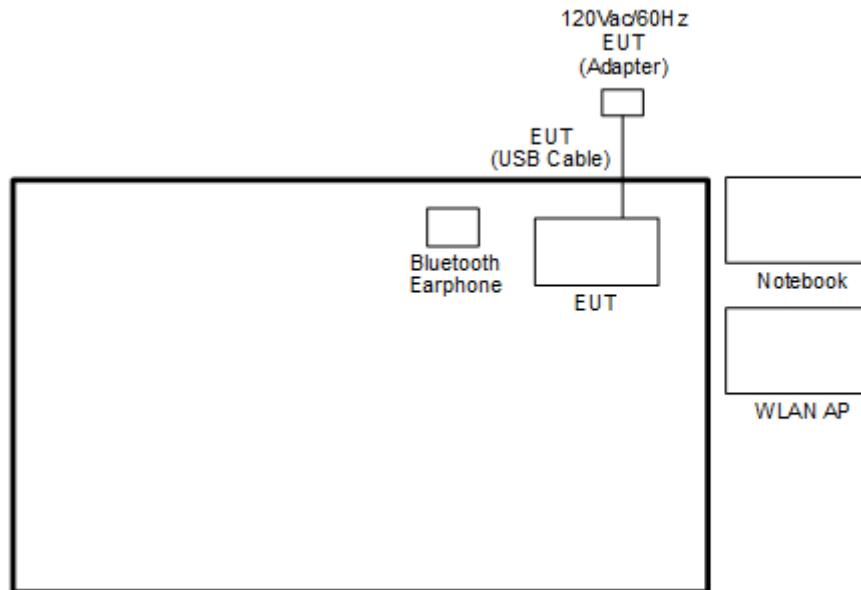 120Vac/60Hz
EUT
(Adapter)
EUT
(USB Cable)
Bluetooth
Earphone
EUT
Notebook
WLAN AP